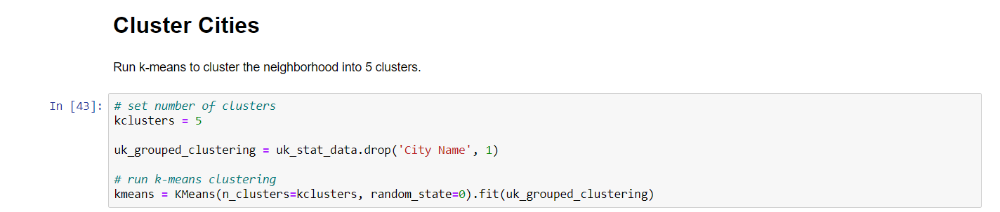 Cluster Cities
Run k-means to cluster the neighborhood into 5 clusters.
In [43]:
# set number of clusters
kclusters = 5
uk_grouped_clustering = uk_stat_data.drop('City Name', 1)
# run k-means clustering
kmeans = KMeans(n_clusters=kclusters, random_state=0).fit(uk_grouped_clustering)